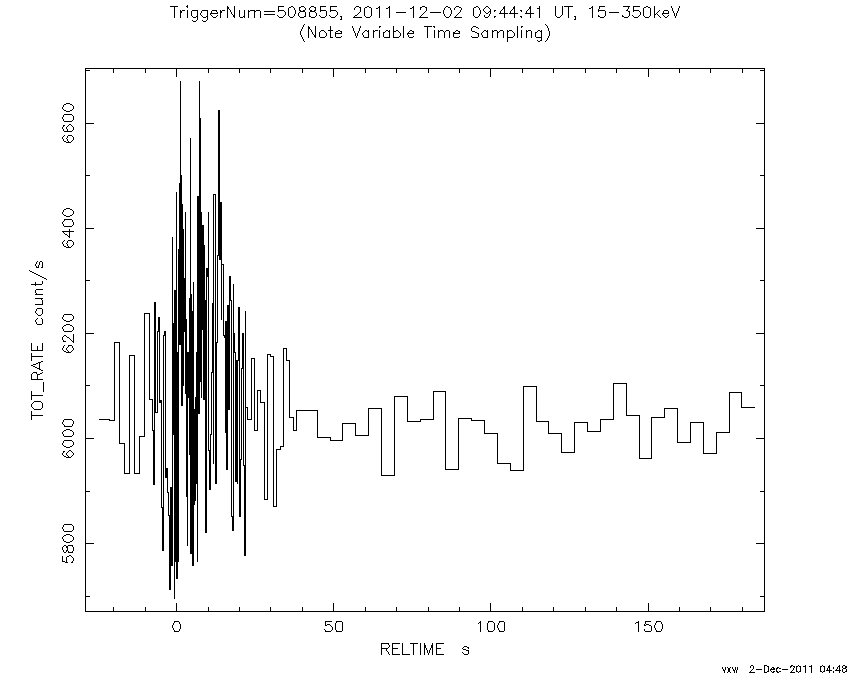 TriggerNum=508855, 2011-12-02 09:44:41 UT, 15-350keV
(Note Variable Time Sampling)
TOT_RATE count/s
6600
6400
6200
6000
5800
0 50 100 150
RELTIME s
vxw 2-Dec-2011 04:48